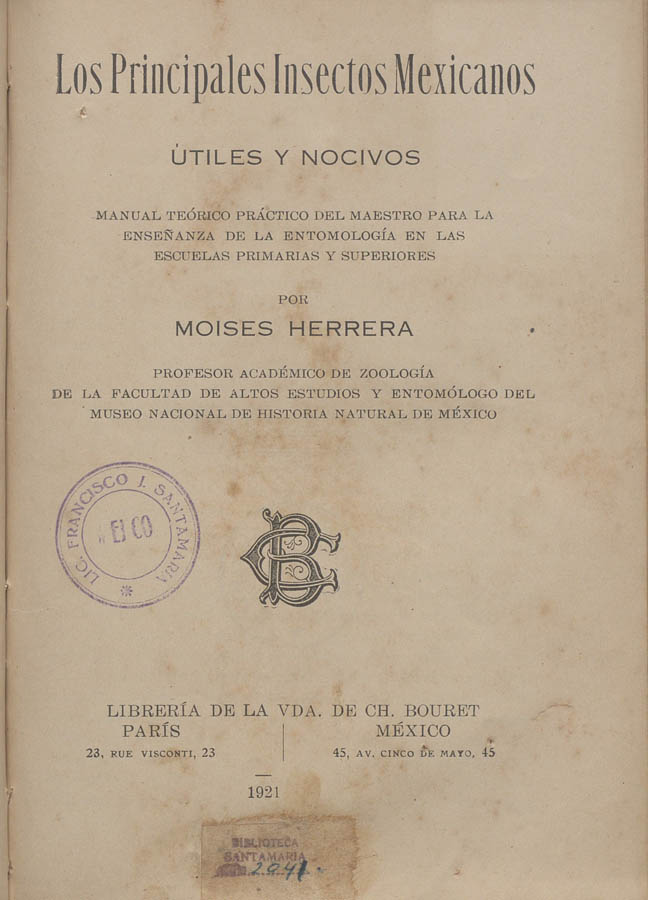 Los Principales Insectos Mexicanos
ÚTILES Y NOCIVOS
MANUAL TEÓRICO PRÁCTICO DEL MAESTRO PARA LA
ENSEÑANZA DE LA ENTOMOLOGÍA EN LAS
ESCUELAS PRIMARIAS Y SUPERIORES
POR
MOISES HERRERA
PROFESOR ACADÉMICO DE ZOOLOGÍA
DE LA FACULTAD DE ALTOS ESTUDIOS Y ENTOMÓLOGO DEL
MUSEO NACIONAL DE HISTORIA NATURAL DE MÉXICO
LIC. FRANCISCO J. SANTAMARIA
LIBRERÍA DE LA VDA. DE CH. BOURET
PARÍS
23, RUE VISCONTI, 23
MÉXICO
45, AV. CINCO DE MAYO, 45
1921
BIBLIOTECA
SANTAMARIA